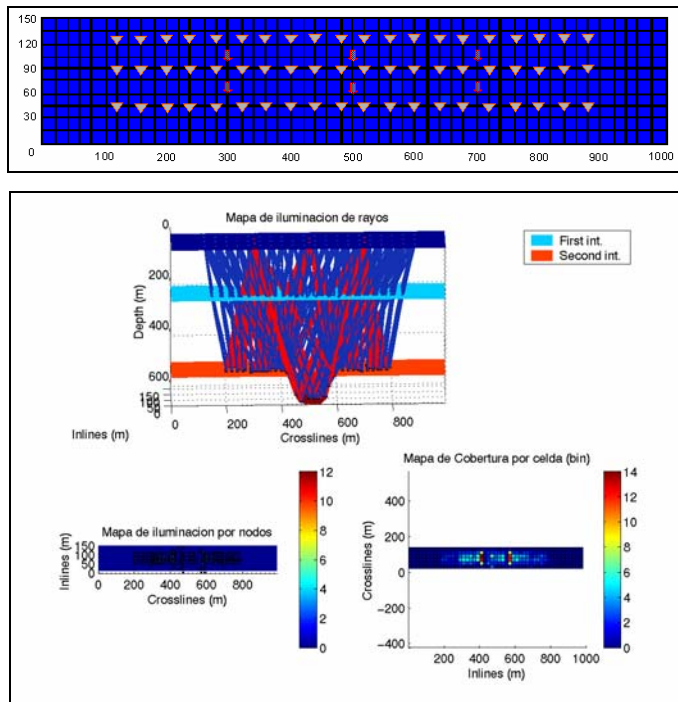 150
120
90
60
30
0
100 200 300 400 500 600 700 800 900 1000
Mapa de iluminacion de rayos
0
200
400
600
Depth (m)
First int.
Second int.
150
100
50
0
Inlines (m)
0 200 400 600 800
Crosslines (m)
Mapa de iluminacion por nodos
150
100
50
0
Inlines (m)
0 200 400 600 800
Crosslines (m)
12
10
8
6
4
2
0
Mapa de Cobertura por celda (bin)
400
200
0
−200
−400
Crosslines (m)
200 400 600 800 1000
Inlines (m)
14
12
10
8
6
4
2
0